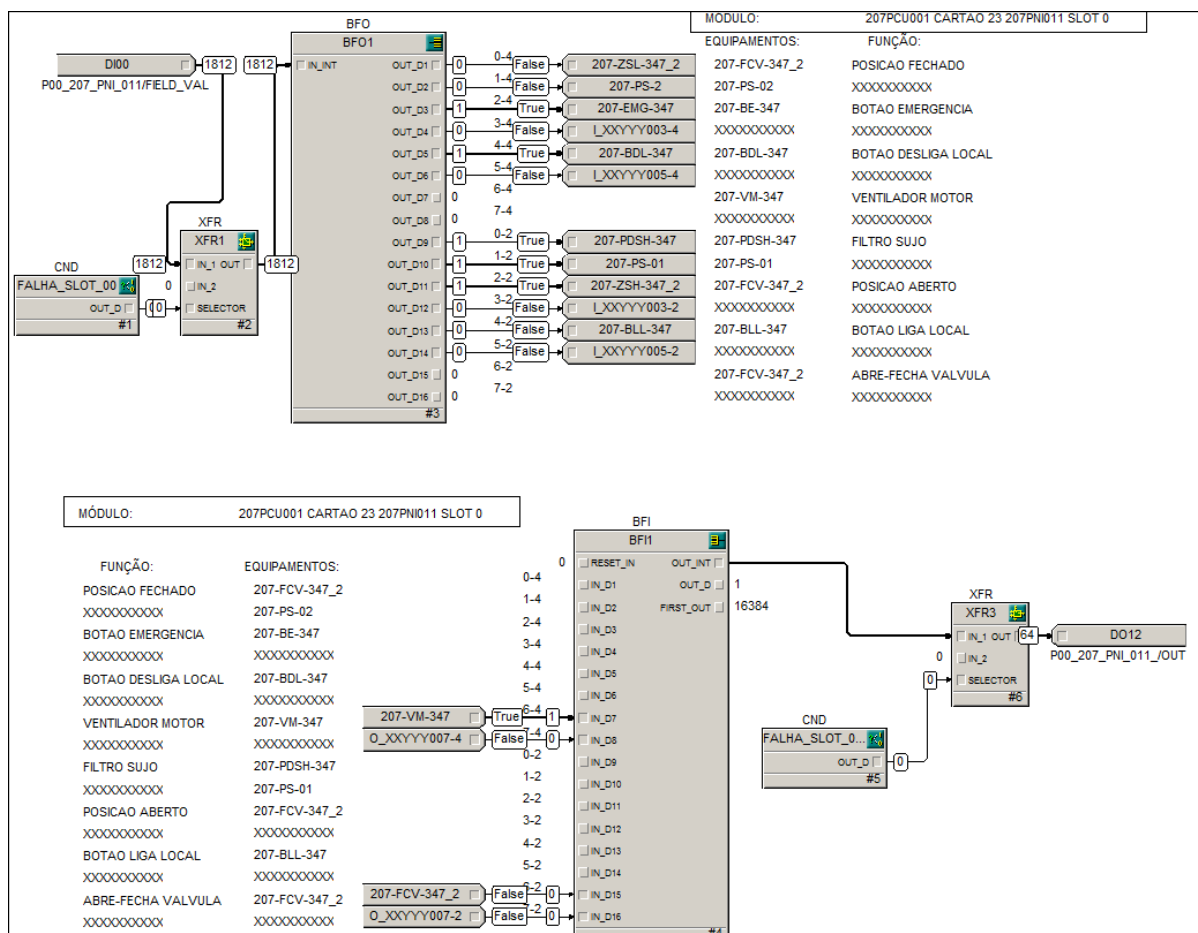 MODULO: 207PCU001 CARTAO 23 207PNI011 SLOT 0
EQUIPAMENTOS: FUNÇÃO:
BFO
BFO1
DI00
1812 1812
P00_207_PNI_011/FIELD_VAL
IN_INT
OUT_D1 0 0-4 False 207-ZSL-347_2 207-FCV-347_2 POSICAO FECHADO
OUT_D2 0 1-4 False 207-PS-2 207-PS-02 XXXXXXXXXX
OUT_D3 1 2-4 True 207-EMG-347 207-BE-347 BOTAO EMERGENCIA
OUT_D4 0 3-4 False I_XXYYY003-4 XXXXXXXXXX XXXXXXXXXX
OUT_D5 1 4-4 True 207-BDL-347 207-BDL-347 BOTAO DESLIGA LOCAL
OUT_D6 0 5-4 False I_XXYYY005-4 XXXXXXXXXX XXXXXXXXXX
OUT_D7 0 6-4 207-VM-347 VENTILADOR MOTOR
OUT_D8 0 7-4 XXXXXXXXXX XXXXXXXXXX
OUT_D9 1 0-2 True 207-PDSH-347 207-PDSH-347 FILTRO SUJO
OUT_D10 1 1-2 True 207-PS-01 207-PS-01 XXXXXXXXXX
OUT_D11 1 2-2 True 207-ZSH-347_2 207-FCV-347_2 POSICAO ABERTO
OUT_D12 0 3-2 False I_XXYYY003-2 XXXXXXXXXX XXXXXXXXXX
OUT_D13 0 4-2 False 207-BLL-347 207-BLL-347 BOTAO LIGA LOCAL
OUT_D14 0 5-2 False I_XXYYY005-2 XXXXXXXXXX XXXXXXXXXX
OUT_D15 0 6-2 207-FCV-347_2 ABRE-FECHA VALVULA
OUT_D16 0 7-2 XXXXXXXXXX XXXXXXXXXX
#3
XFR
XFR1
1812 IN_1 OUT 1812
0 IN_2
SELECTOR
#2
CND
FALHA_SLOT_00
OUT_D 0
#1
MÓDULO: 207PCU001 CARTAO 23 207PNI011 SLOT 0
FUNÇÃO: EQUIPAMENTOS:
POSICAO FECHADO 207-FCV-347_2
XXXXXXXXXX 207-PS-02
BOTAO EMERGENCIA 207-BE-347
XXXXXXXXXX XXXXXXXXXX
BOTAO DESLIGA LOCAL 207-BDL-347
XXXXXXXXXX XXXXXXXXXX
VENTILADOR MOTOR 207-VM-347
XXXXXXXXXX XXXXXXXXXX
FILTRO SUJO 207-PDSH-347
XXXXXXXXXX 207-PS-01
POSICAO ABERTO 207-FCV-347_2
XXXXXXXXXX XXXXXXXXXX
BOTAO LIGA LOCAL 207-BLL-347
XXXXXXXXXX XXXXXXXXXX
ABRE-FECHA VALVULA 207-FCV-347_2
XXXXXXXXXX XXXXXXXXXX
BFI
BFI1
0 RESET_IN OUT_INT
0-4 IN_D1 OUT_D 1
1-4 IN_D2 FIRST_OUT 16384
2-4 IN_D3
3-4 IN_D4
4-4 IN_D5
5-4 IN_D6
207-VM-347 True 6-4 1 IN_D7
O_XXYYY007-4 False 7-4 0 IN_D8
0-2 IN_D9
1-2 IN_D10
2-2 IN_D11
3-2 IN_D12
4-2 IN_D13
5-2 IN_D14
207-FCV-347_2 False 6-2 0 IN_D15
O_XXYYY007-2 False 7-2 0 IN_D16
#4
XFR
XFR3
IN_1 OUT 64 DO12
P00_207_PNI_011_/OUT
0 IN_2
0 SELECTOR
#6
CND
FALHA_SLOT_0...
OUT_D 0
#5